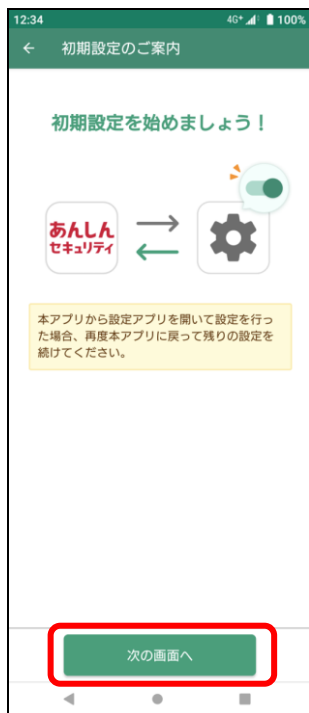 12:34 4G+ 100%
初期設定のご案内
初期設定を始めましょう！
あんしん
セキュリティ
本アプリから設定アプリを開いて設定を行っ
た場合、再度本アプリに戻って残りの設定を
続けてください。
次の画面へ